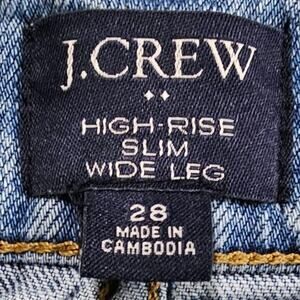 J.CREW
HIGH-RISE
SLIM
WIDE LEG
28
MADE IN
CAMBODIA